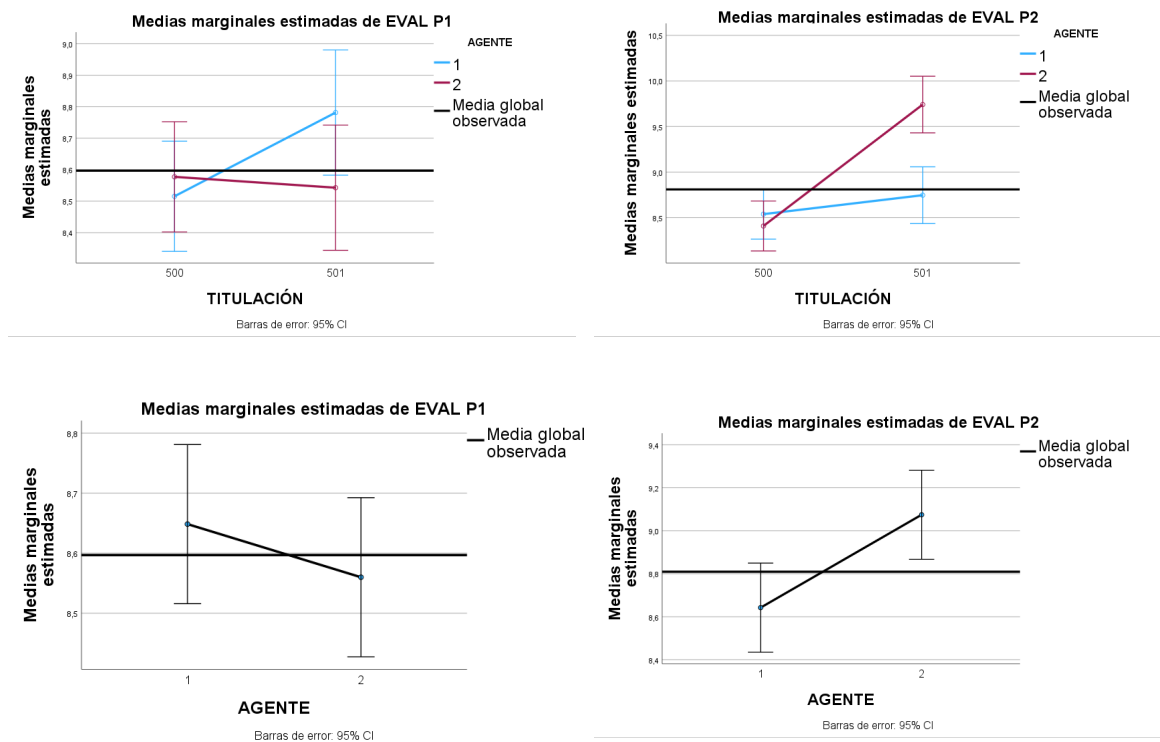 Medias marginales estimadas de EVAL P1
Medias marginales
estimadas
9,0
8,9
8,8
8,7
8,6
8,5
8,4
500
501
TITULACIÓN
Barras de error: 95% CI
AGENTE
1
2
Media global
observada
Medias marginales estimadas de EVAL P2
Medias marginales estimadas
10,5
10,0
9,5
9,0
8,5
500
501
TITULACIÓN
Barras de error: 95% CI
AGENTE
1
2
Media global
observada
Medias marginales estimadas de EVAL P1
Medias marginales
estimadas
8,8
8,7
8,6
8,5
1
2
AGENTE
Barras de error: 95% CI
Media global
observada
Medias marginales estimadas de EVAL P2
Medias marginales
estimadas
9,4
9,2
9,0
8,8
8,6
8,4
1
2
AGENTE
Barras de error: 95% CI
Media global
observada